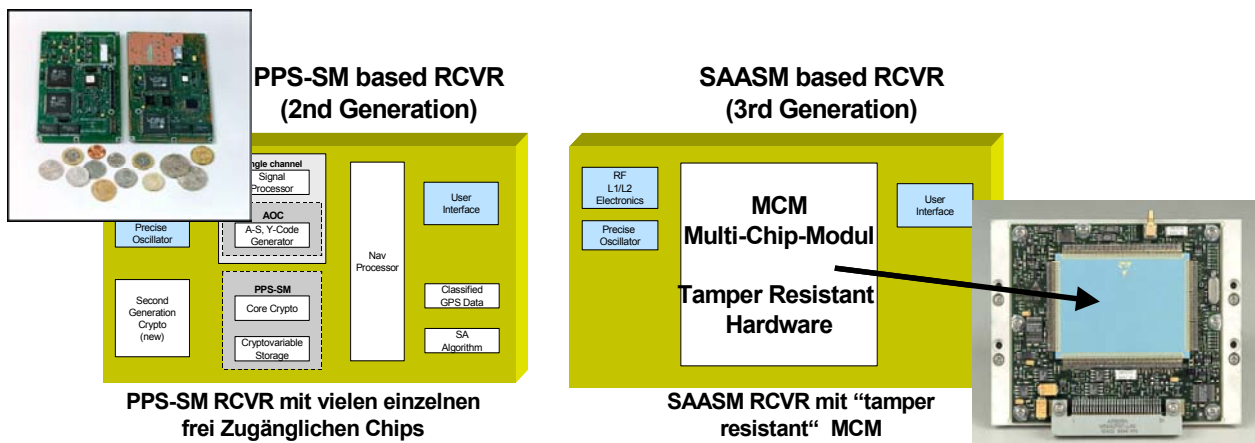 PPS-SM based RCVR
(2nd Generation)
Signal
Processor
AOC
A-S, Y-Code
Generator
Precise
Oscillator
PPS-SM
Core Crypto
Cryptovariable
Storage
Second
Generation
Crypto
(new)
Nav
Processor
User
Interface
Classified
GPS Data
SA
Algorithm
PPS-SM RCVR mit vielen einzelnen
frei Zugänglichen Chips
SAASM based RCVR
(3rd Generation)
RF
L1/L2
Electronics
Precise
Oscillator
MCM
Multi-Chip-Modul
Tamper Resistant
Hardware
User
Interface
SAASM RCVR mit “tamper
resistant“ MCM